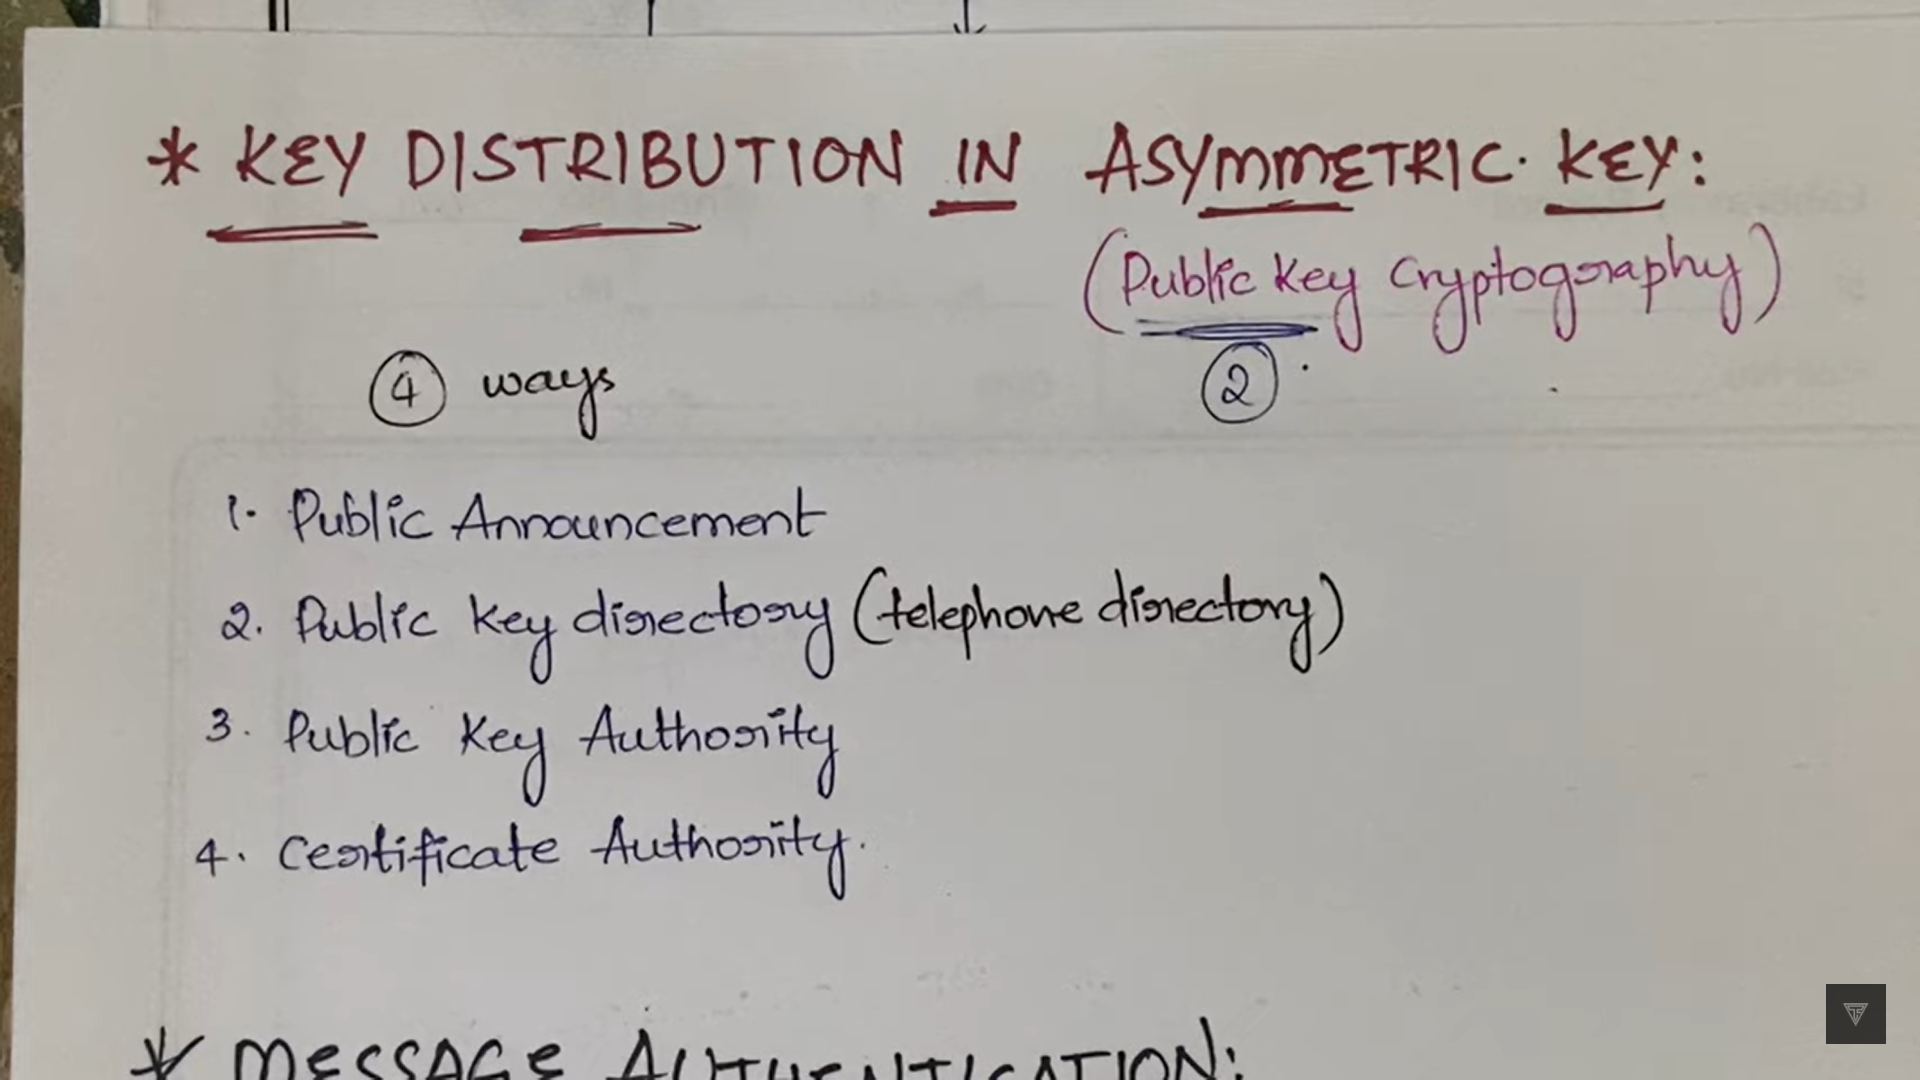 * KEY DISTRIBUTION IN ASYMMETRIC KEY:
(Public Key Cryptography)
4 ways
2
1. Public Announcement
2. Public Key directory (telephone directory)
3. Public Key Authority
4. Certificate Authority.
* MESSAGE AUTHENTICATION: